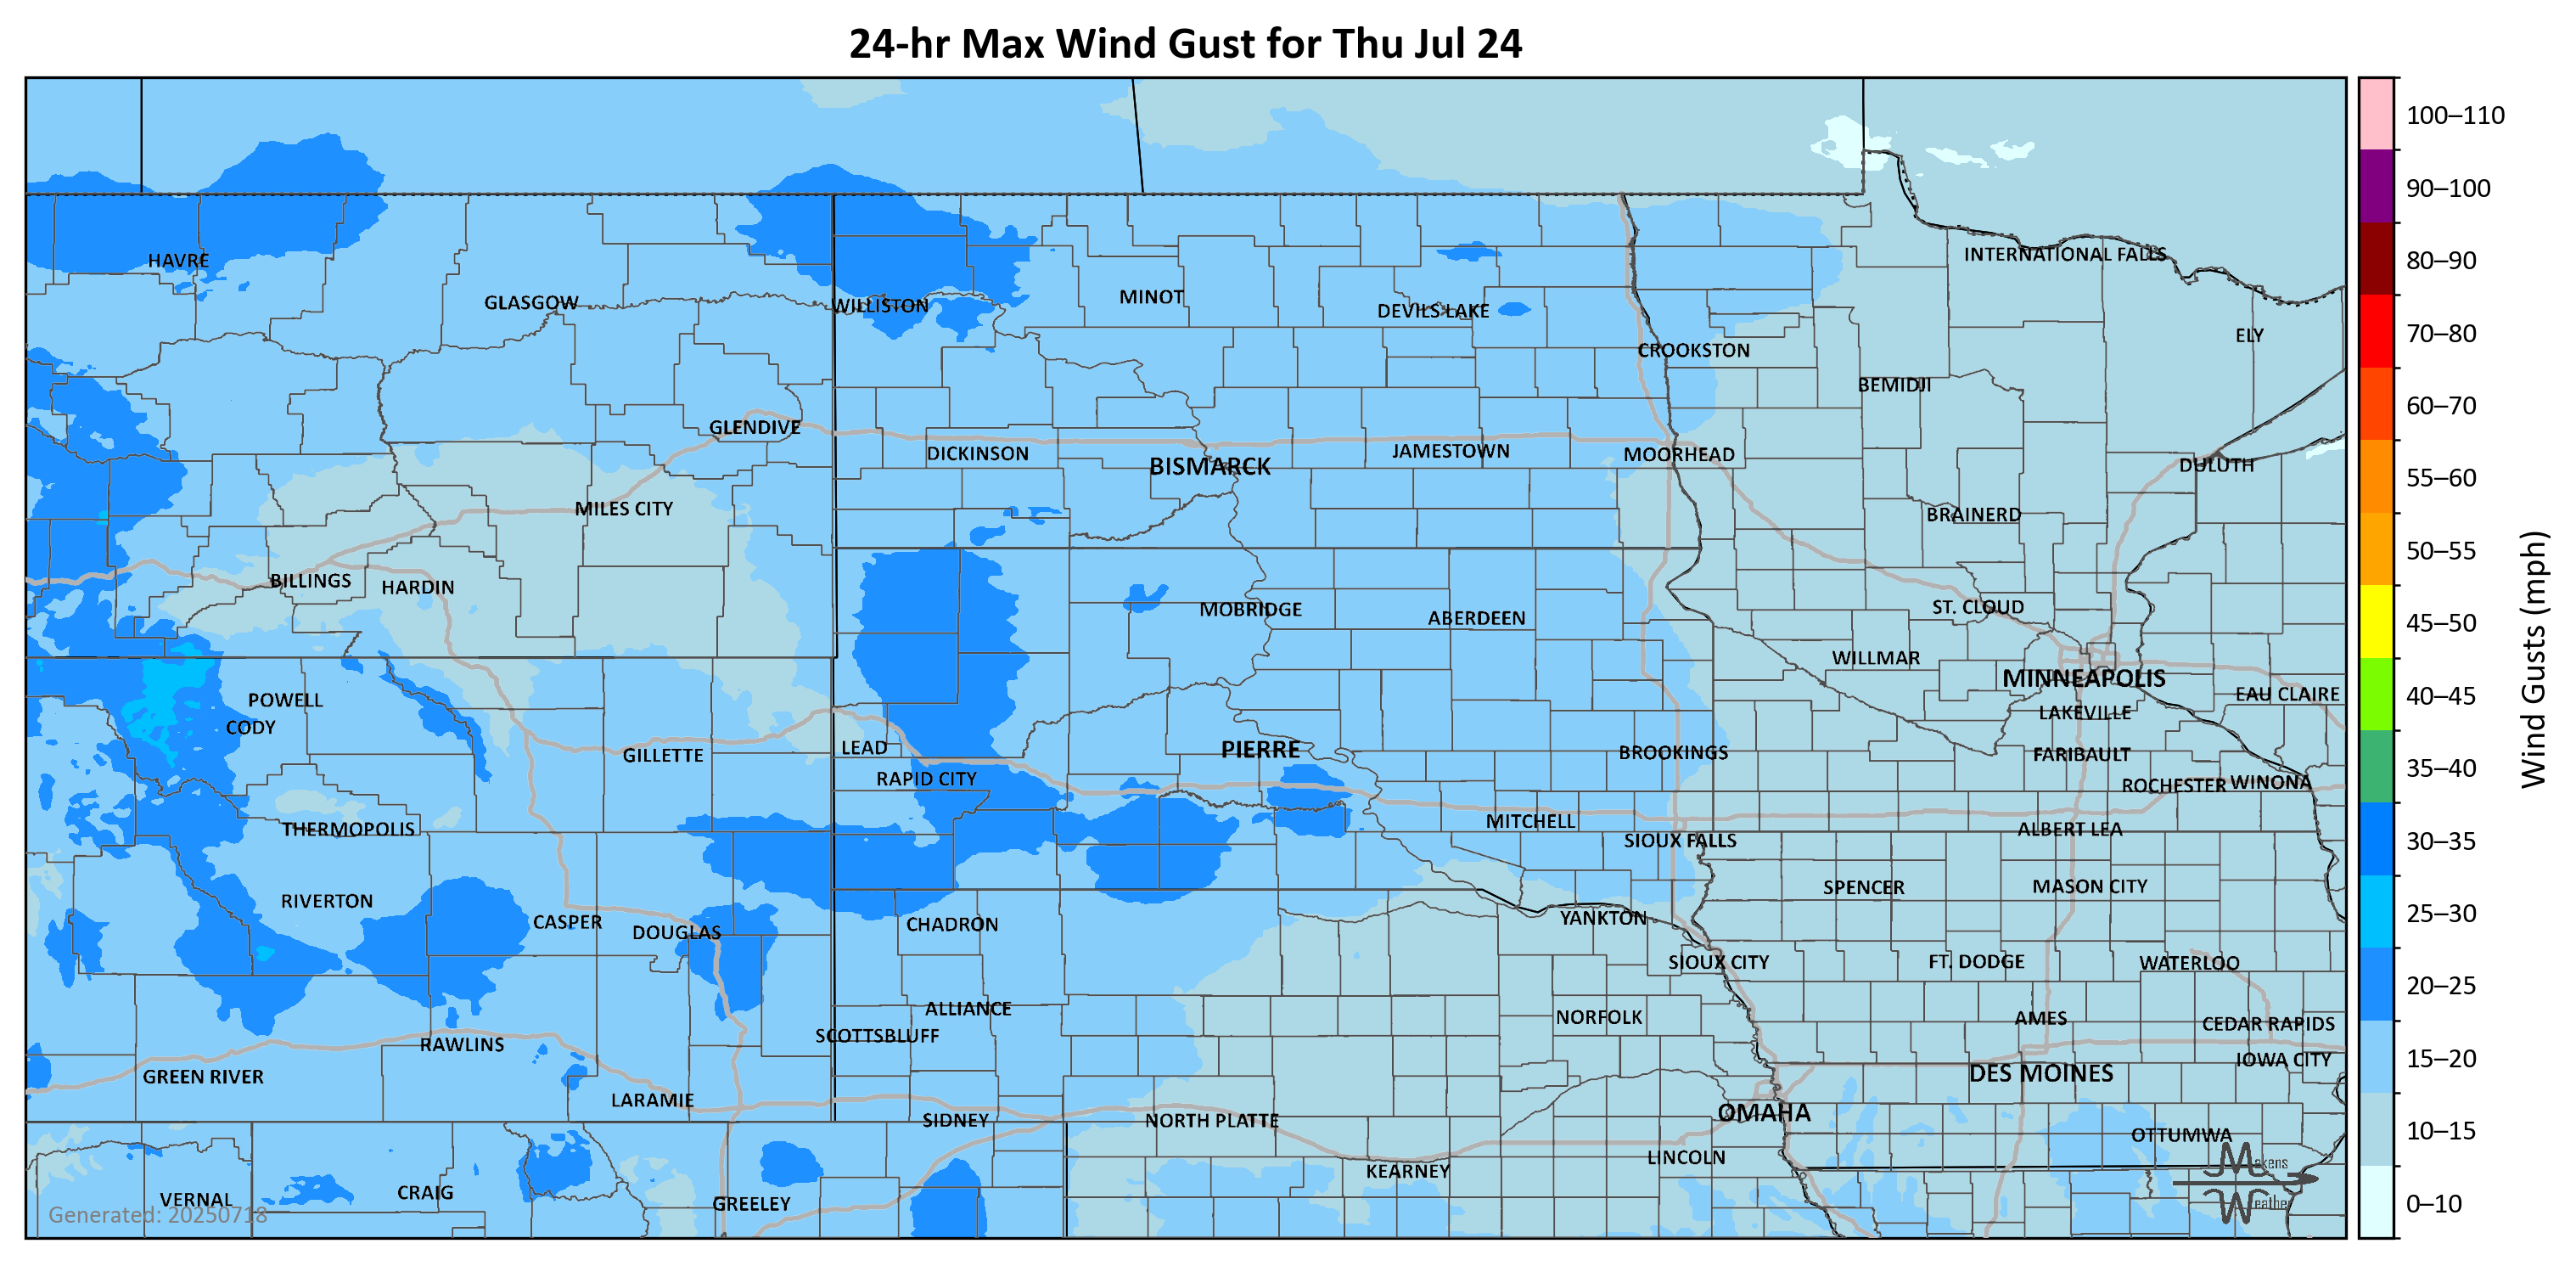 24-hr Max Wind Gust for Thu Jul 24
100–110
90–100
80–90
70–80
60–70
55–60
50–55
45–50
40–45
35–40
30–35
25–30
20–25
15–20
10–15
0–10
Wind Gusts (mph)
HAVRE
GLASGOW
WILLISTON
MINOT
DEVILS LAKE
INTERNATIONAL FALLS
ELY
CROOKSTON
BEMIDJI
GLENDIVE
DICKINSON
BISMARCK
JAMESTOWN
MOORHEAD
DULUTH
MILES CITY
BRAINERD
BILLINGS
HARDIN
MOBRIDGE
ABERDEEN
ST. CLOUD
WILLMAR
MINNEAPOLIS
EAU CLAIRE
POWELL
CODY
LAKEVILLE
GILLETTE
LEAD
PIERRE
BROOKINGS
FARIBAULT
RAPID CITY
ROCHESTER
WINONA
THERMOPOLIS
MITCHELL
SIOUX FALLS
ALBERT LEA
RIVERTON
SPENCER
MASON CITY
CASPER
DOUGLAS
CHADRON
YANKTON
SIOUX CITY
FT. DODGE
WATERLOO
ALLIANCE
NORFOLK
AMES
CEDAR RAPIDS
RAWLINS
SCOTTSBLUFF
IOWA CITY
GREEN RIVER
DES MOINES
LARAMIE
SIDNEY
NORTH PLATTE
OMAHA
OTTUMWA
KEARNEY
LINCOLN
VERNAL
CRAIG
GREELEY
Generated: 20250718
Makens
Weather